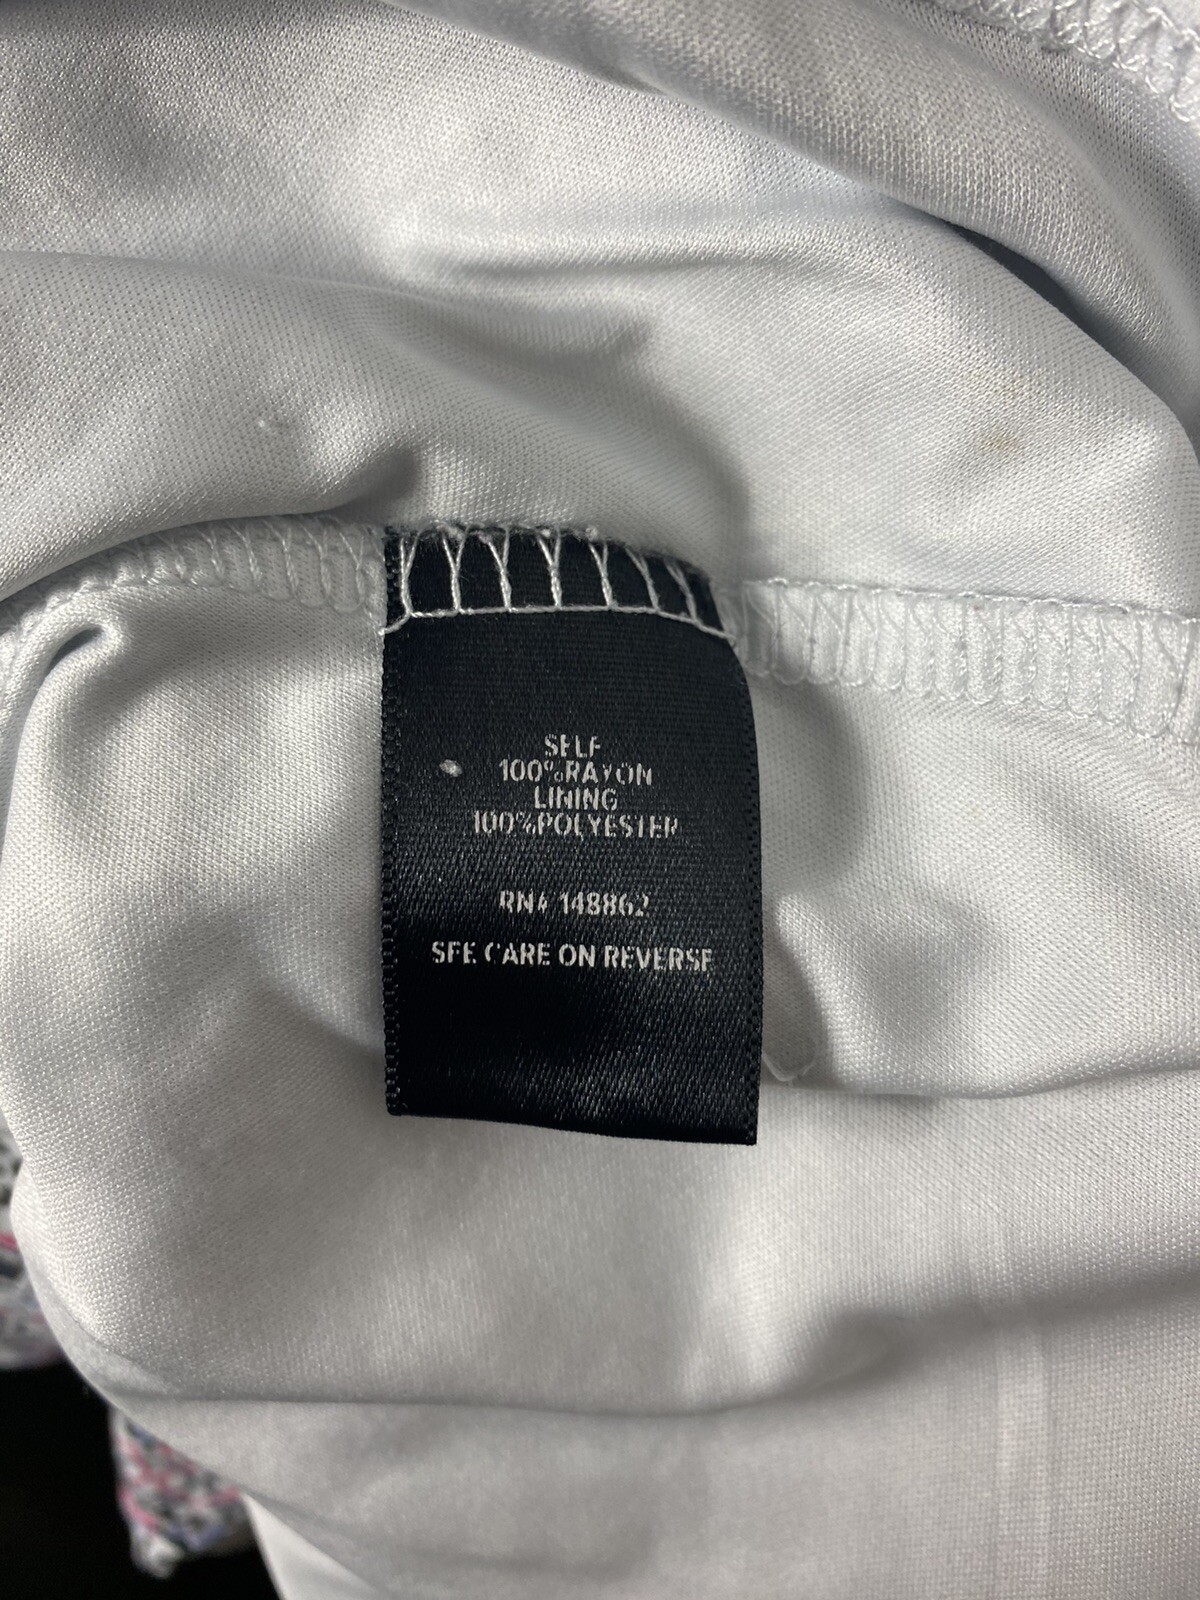 SELF
100%RAYON
LINING
100%POLYESTER
RN# 148862
SEE CARE ON REVERSE